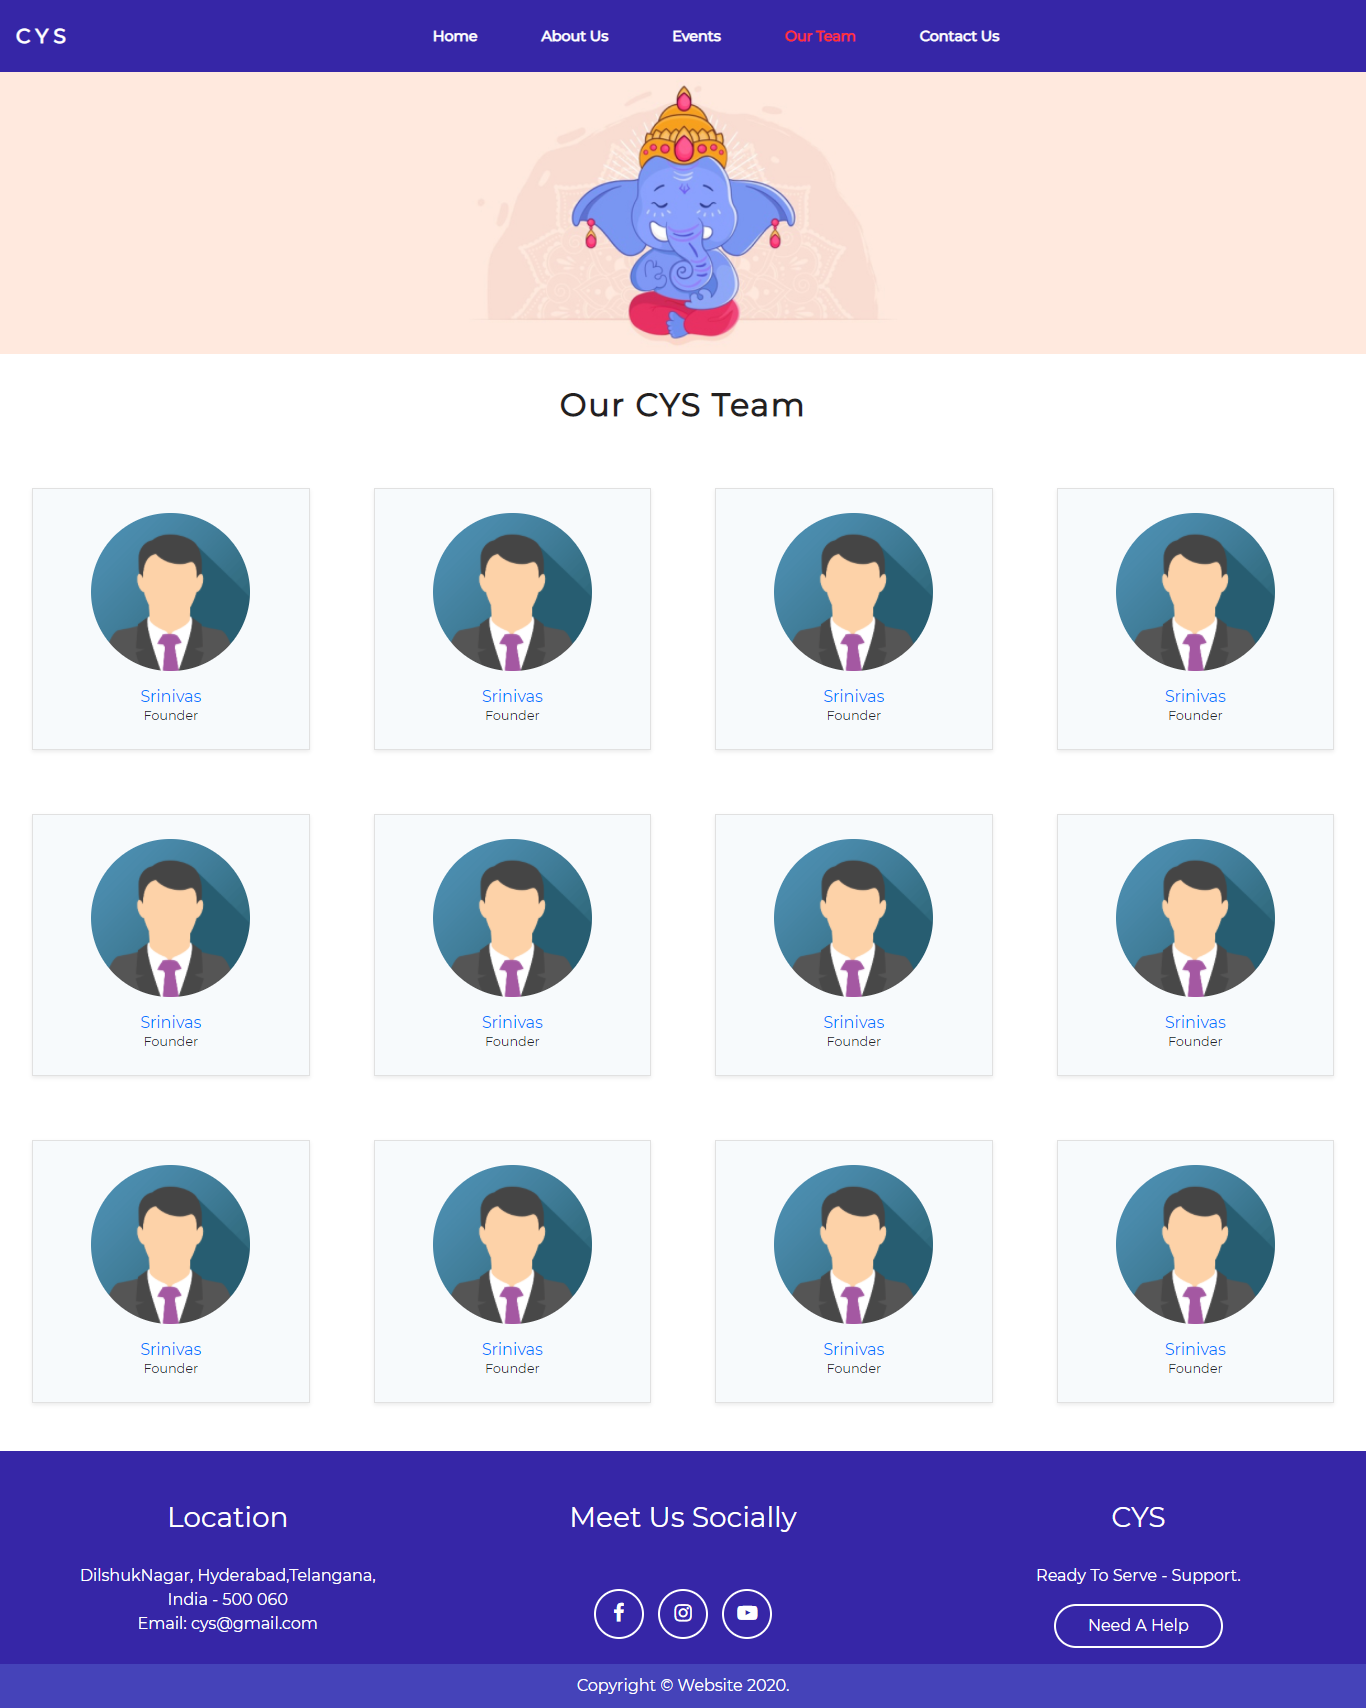 CYS
Home About Us Events Our Team Contact Us
Our CYS Team
Srinivas Srinivas Srinivas Srinivas
Founder Founder Founder Founder
Srinivas Srinivas Srinivas Srinivas
Founder Founder Founder Founder
Srinivas Srinivas Srinivas Srinivas
Founder Founder Founder Founder
Location
DilshukNagar, Hyderabad,Telangana,
India - 500 060
Email: cys@gmail.com
Meet Us Socially
CYS
Ready To Serve - Support.
Need A Help
Copyright © Website 2020.